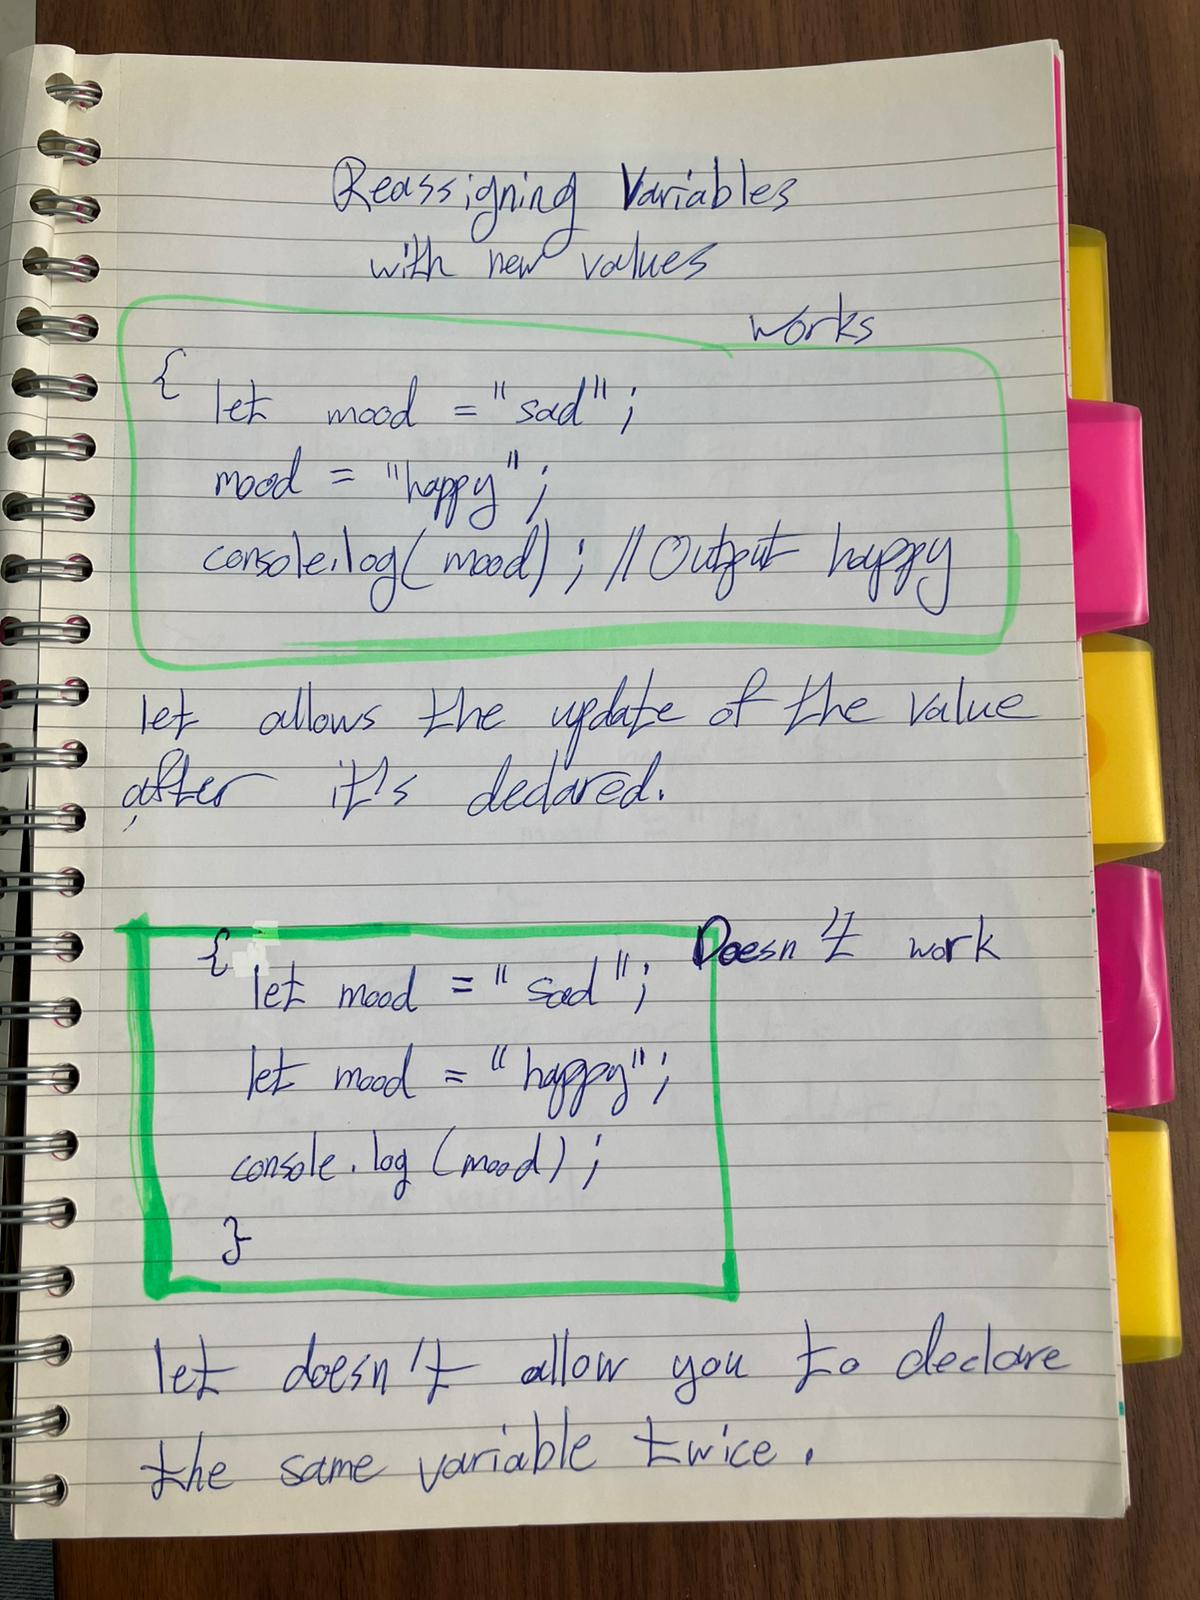 Reassigning Variables
with new values
works
{
let mood = "sad";
mood = "happy";
console.log(mood); //Output happy
let allows the update of the value
after it's declared.
Doesn't work
{
let mood = "sad";
let mood = "happy";
console.log (mood);
}
let doesn't allow you to declare
the same variable twice.